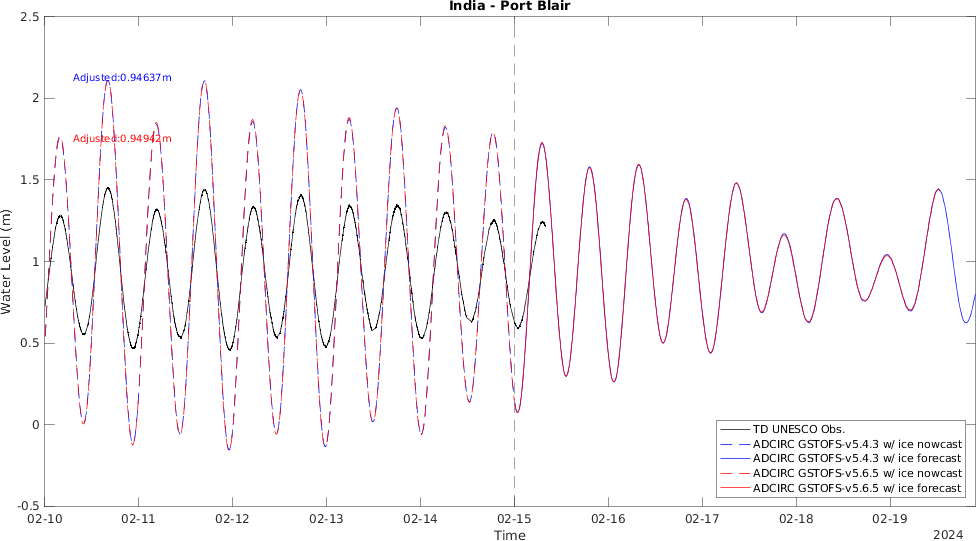 India - Port Blair
2.5
2
1.5
1
0.5
0
-0.5
Water Level (m)
Adjusted:0.94637m
Adjusted:0.94942m
TD UNESCO Obs.
ADCIRC GSTOFS-v5.4.3 w/ ice nowcast
ADCIRC GSTOFS-v5.4.3 w/ ice forecast
ADCIRC GSTOFS-v5.6.5 w/ ice nowcast
ADCIRC GSTOFS-v5.6.5 w/ ice forecast
02-10 02-11 02-12 02-13 02-14 02-15 02-16 02-17 02-18 02-19
Time
2024